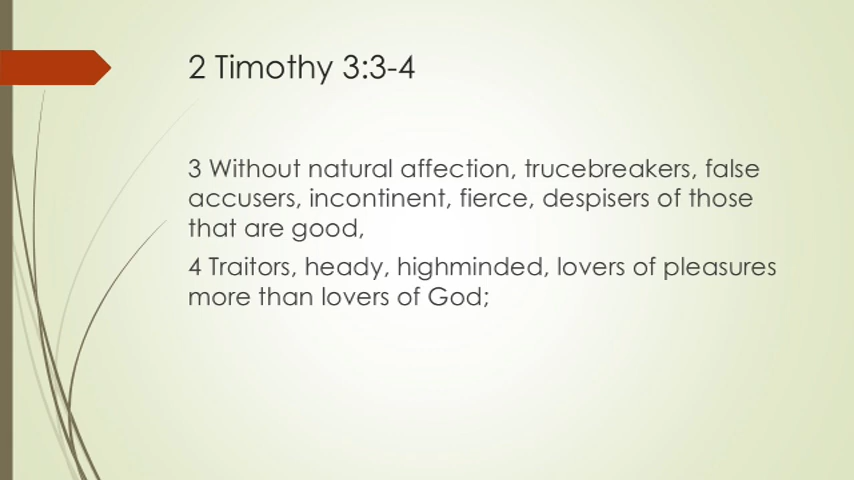 2 Timothy 3:3-4
3 Without natural affection, trucebreakers, false
accusers, incontinent, fierce, despisers of those
that are good,
4 Traitors, heady, highminded, lovers of pleasures
more than lovers of God;